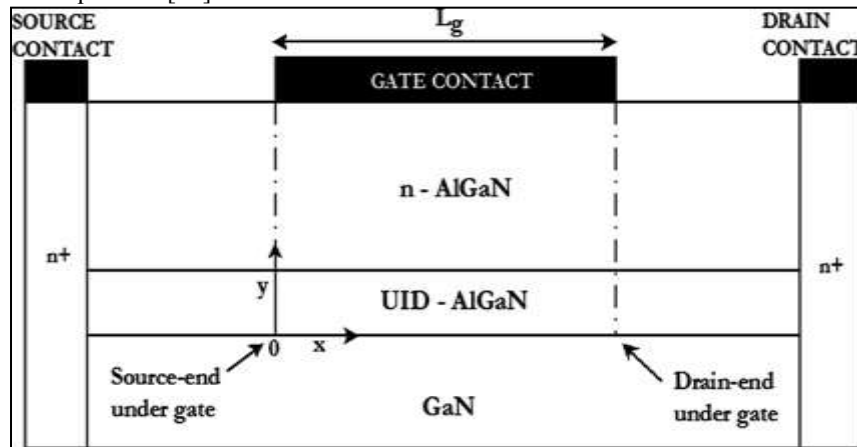 SOURCE
CONTACT
L_g
DRAIN
CONTACT
GATE CONTACT
n - AlGaN
n+
n+
y
UID - AlGaN
0
x
Source-end
under gate
GaN
Drain-end
under gate